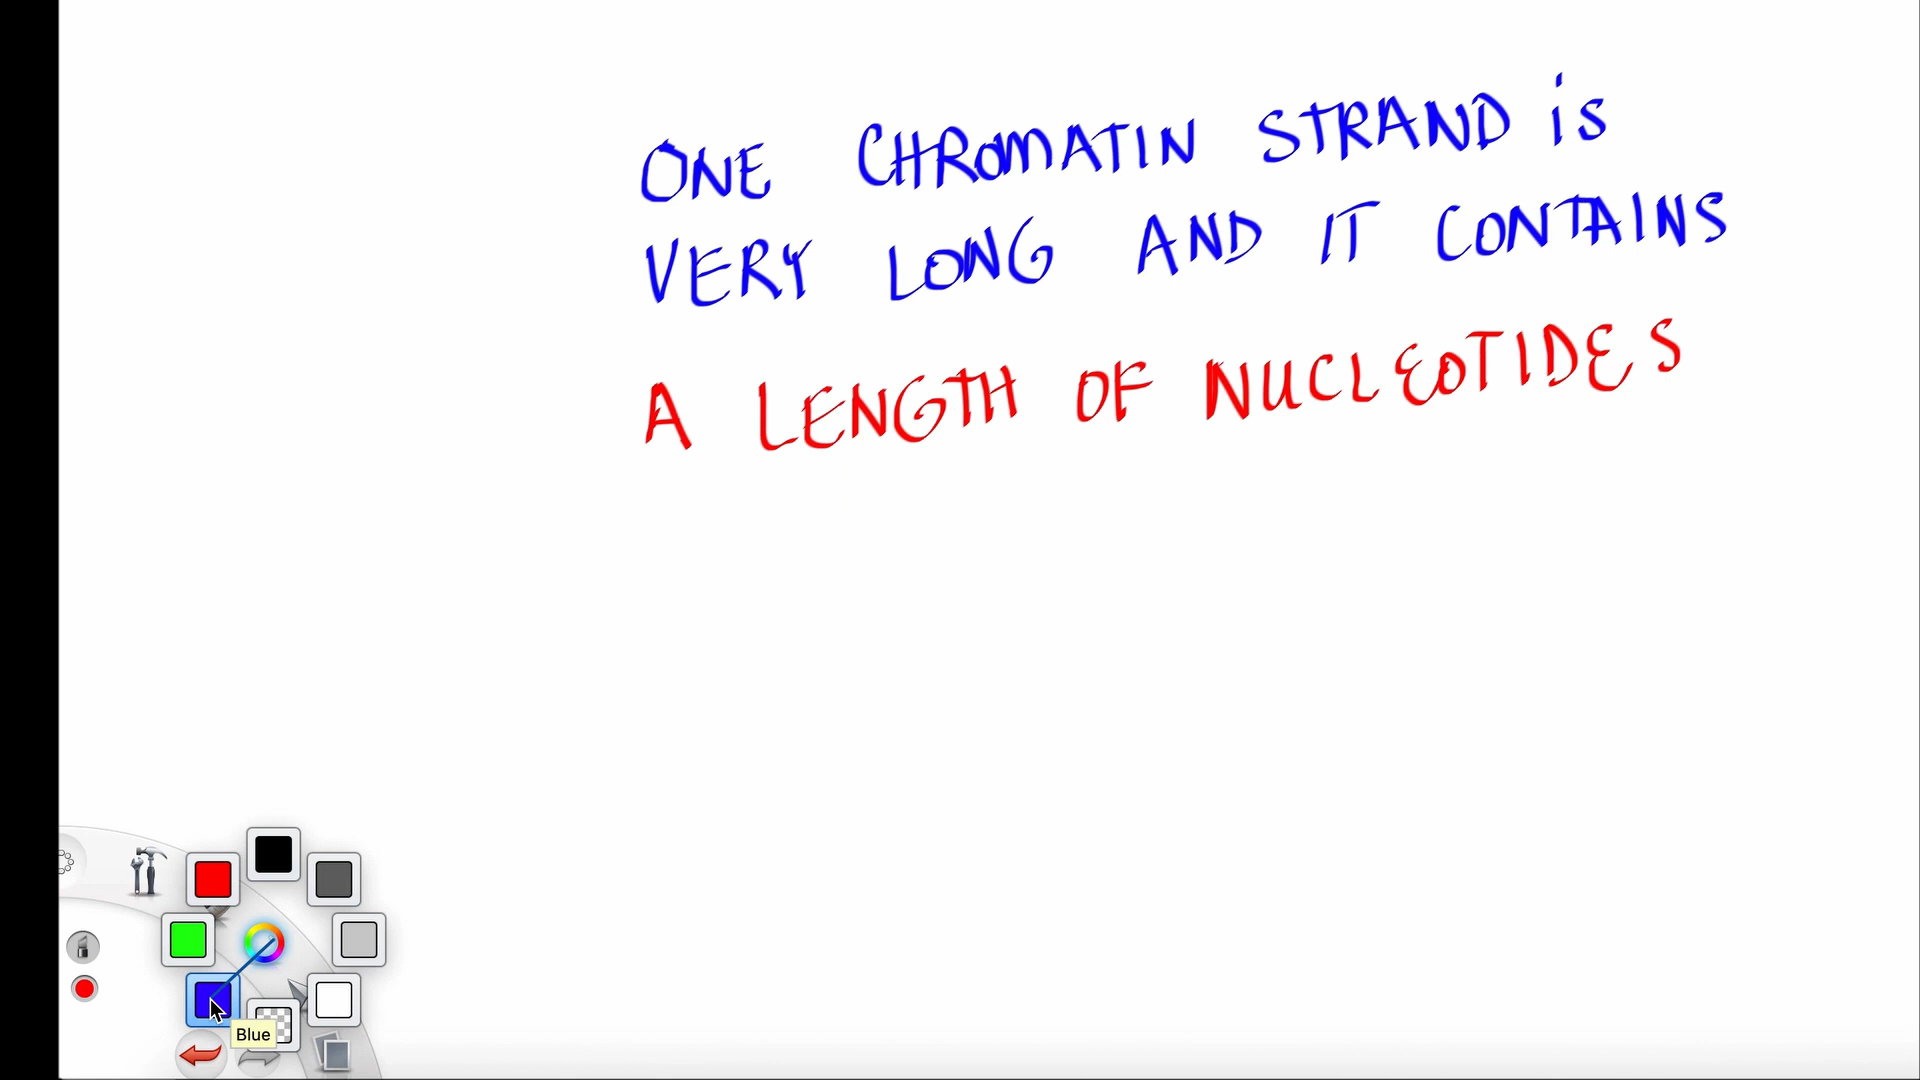 ONE CHROMATIN STRAND is
VERY LONG AND IT CONTAINS
A LENGTH OF NUCLEOTIDES
Blue